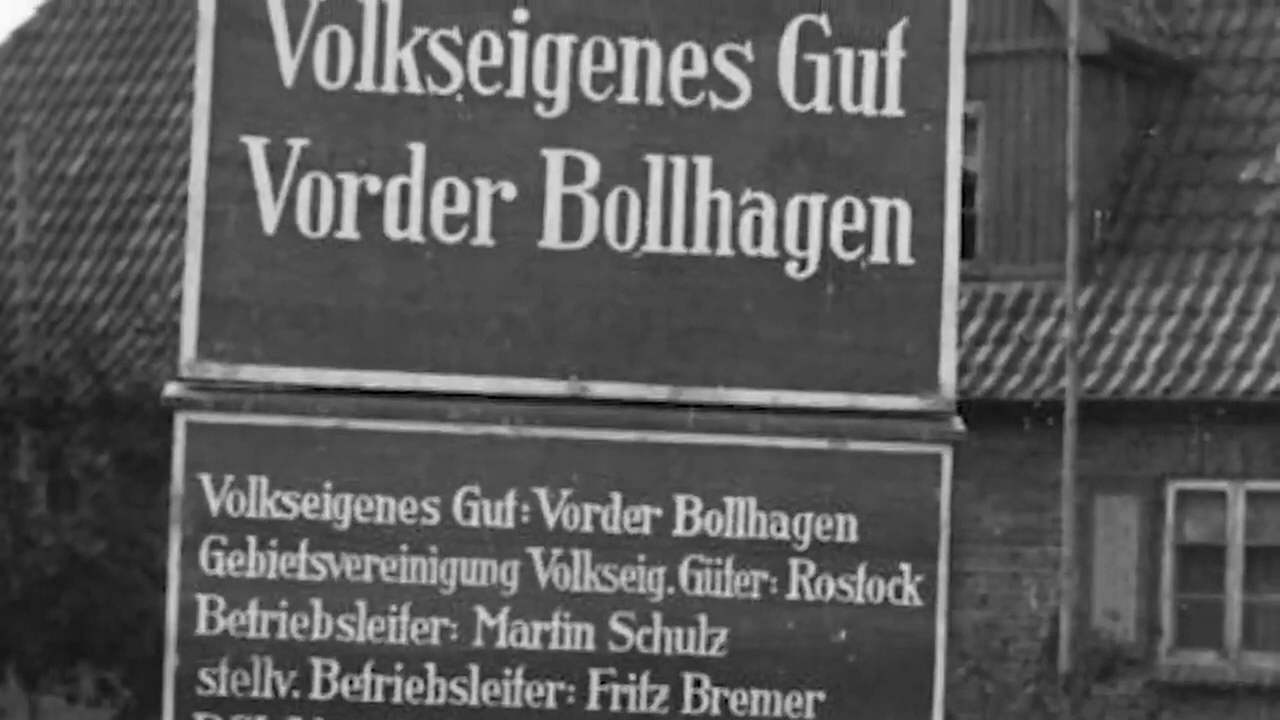 Volkseigenes Gut
Vorder Bollhagen
Volkseigenes Gut: Vorder Bollhagen
Gebietsvereinigung Volkseig. Güter: Rostock
Betriebsleiter: Martin Schulz
stellv. Betriebsleiter: Fritz Bremer